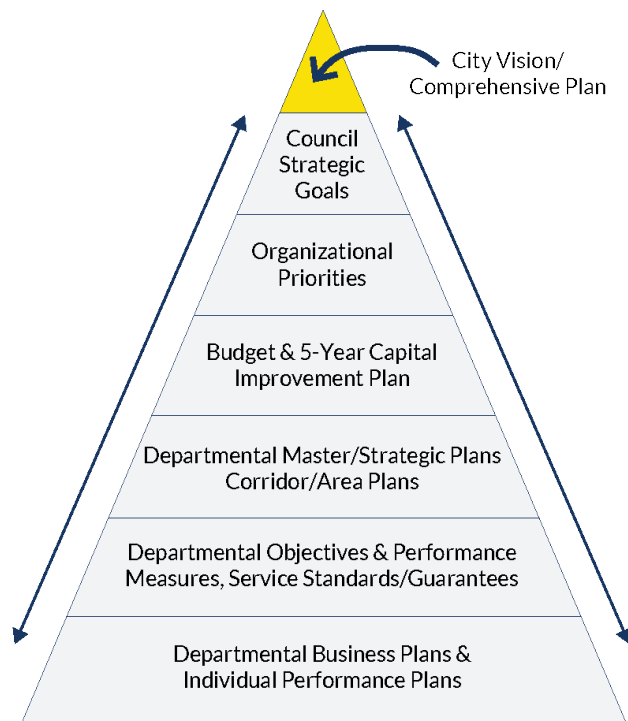 City Vision/
Comprehensive Plan
Council
Strategic
Goals
Organizational
Priorities
Budget & 5-Year Capital
Improvement Plan
Departmental Master/Strategic Plans
Corridor/Area Plans
Departmental Objectives & Performance
Measures, Service Standards/Guarantees
Departmental Business Plans &
Individual Performance Plans